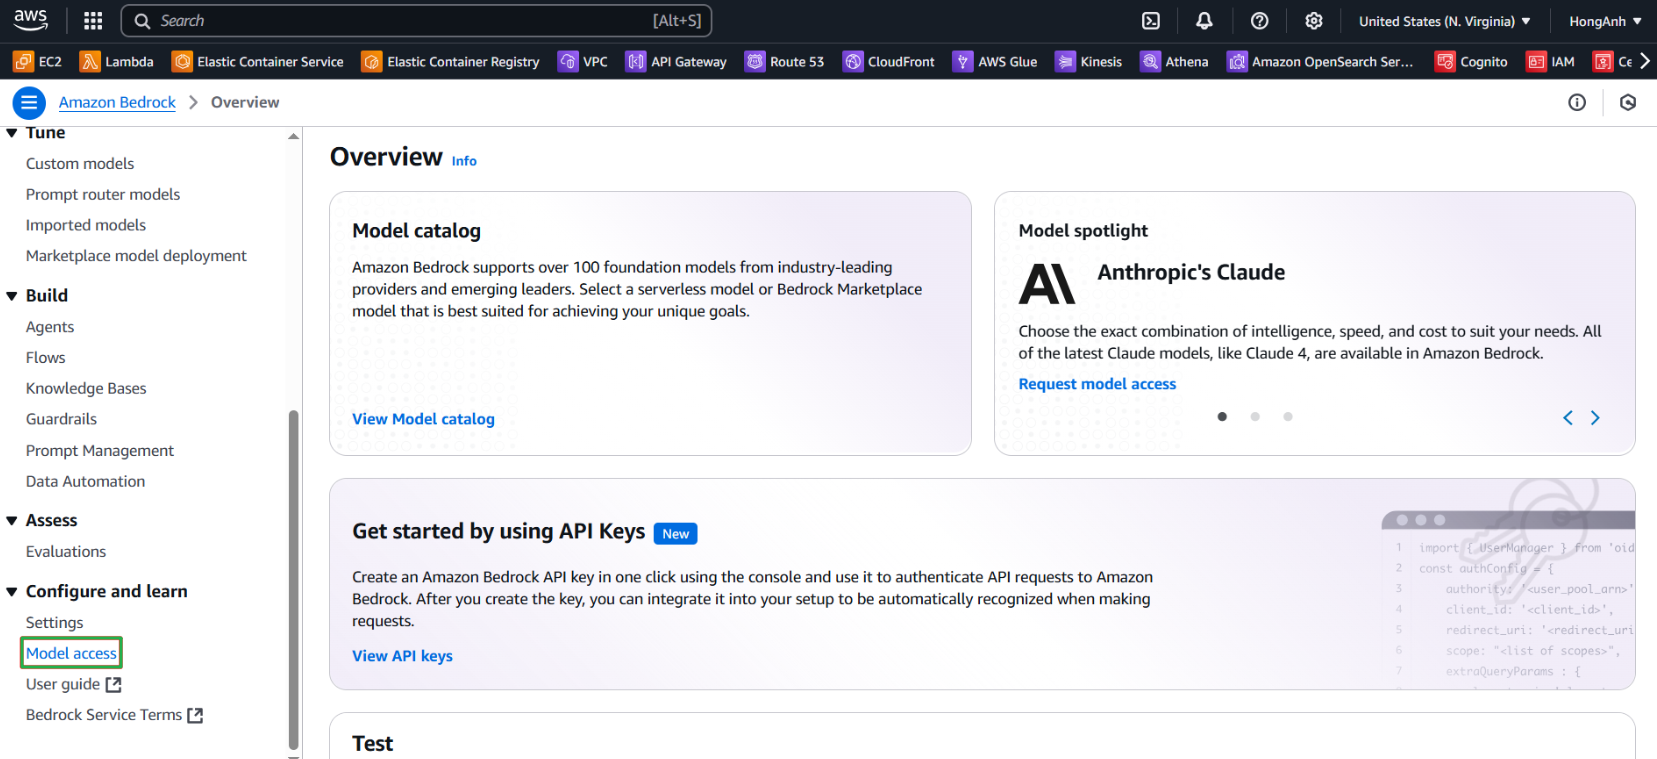 aws
Search
[Alt+S]
United States (N. Virginia)
HongAnh
EC2
Lambda
Elastic Container Service
Elastic Container Registry
VPC
API Gateway
Route 53
CloudFront
AWS Glue
Kinesis
Athena
Amazon OpenSearch Ser...
Cognito
IAM
Ce
Amazon Bedrock
Overview
Tune
Custom models
Prompt router models
Imported models
Marketplace model deployment
Build
Agents
Flows
Knowledge Bases
Guardrails
Prompt Management
Data Automation
Assess
Evaluations
Configure and learn
Settings
Model access
User guide
Bedrock Service Terms
Overview Info
Model catalog
Amazon Bedrock supports over 100 foundation models from industry-leading
providers and emerging leaders. Select a serverless model or Bedrock Marketplace
model that is best suited for achieving your unique goals.
View Model catalog
Model spotlight
Anthropic's Claude
Choose the exact combination of intelligence, speed, and cost to suit your needs. All
of the latest Claude models, like Claude 4, are available in Amazon Bedrock.
Request model access
Get started by using API Keys New
Create an Amazon Bedrock API key in one click using the console and use it to authenticate API requests to Amazon
Bedrock. After you create the key, you can integrate it into your setup to be automatically recognized when making
requests.
View API keys
1 import { UserManager } from 'oid
2 const authConfig = {
3 authority: '<user_pool_arn>'
4 client_id: '<client_id>',
5 redirect_uri: '<redirect_uri
6 scope: "<list of scopes>",
7 extraQueryParams : {
Test